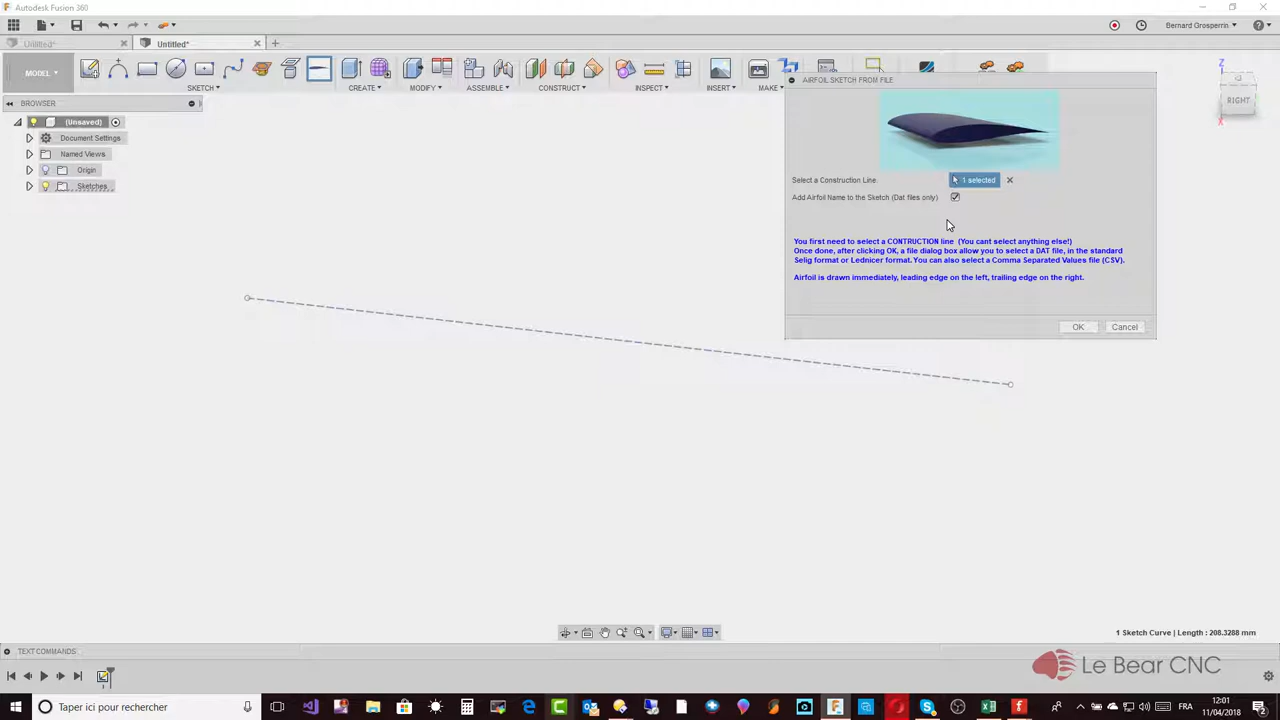 Autodesk Fusion 360
Bernard Grosperrin
Untitled*
Untitled*
MODEL
SKETCH
CREATE
MODIFY
ASSEMBLE
CONSTRUCT
INSPECT
INSERT
MAKE
BROWSER
(Unsaved)
Document Settings
Named Views
Origin
Sketches
AIRFOIL SKETCH FROM FILE
Select a Construction Line:
1 selected
Add Airfoil Name to the Sketch (Dat files only)
You first need to select a CONTRUCTION line (You cant select anything else!)
Once done, after clicking OK, a file dialog box allow you to select a DAT file, in the standard
Selig format or Lednicer format. You can also select a Comma Separated Values file (CSV).
Airfoil is drawn immediately, leading edge on the left, trailing edge on the right.
OK
Cancel
Z
RIGHT
X
1 Sketch Curve | Length : 208.3288 mm
TEXT COMMANDS
Le Bear CNC
Taper ici pour rechercher
FRA
12:01
11/04/2018